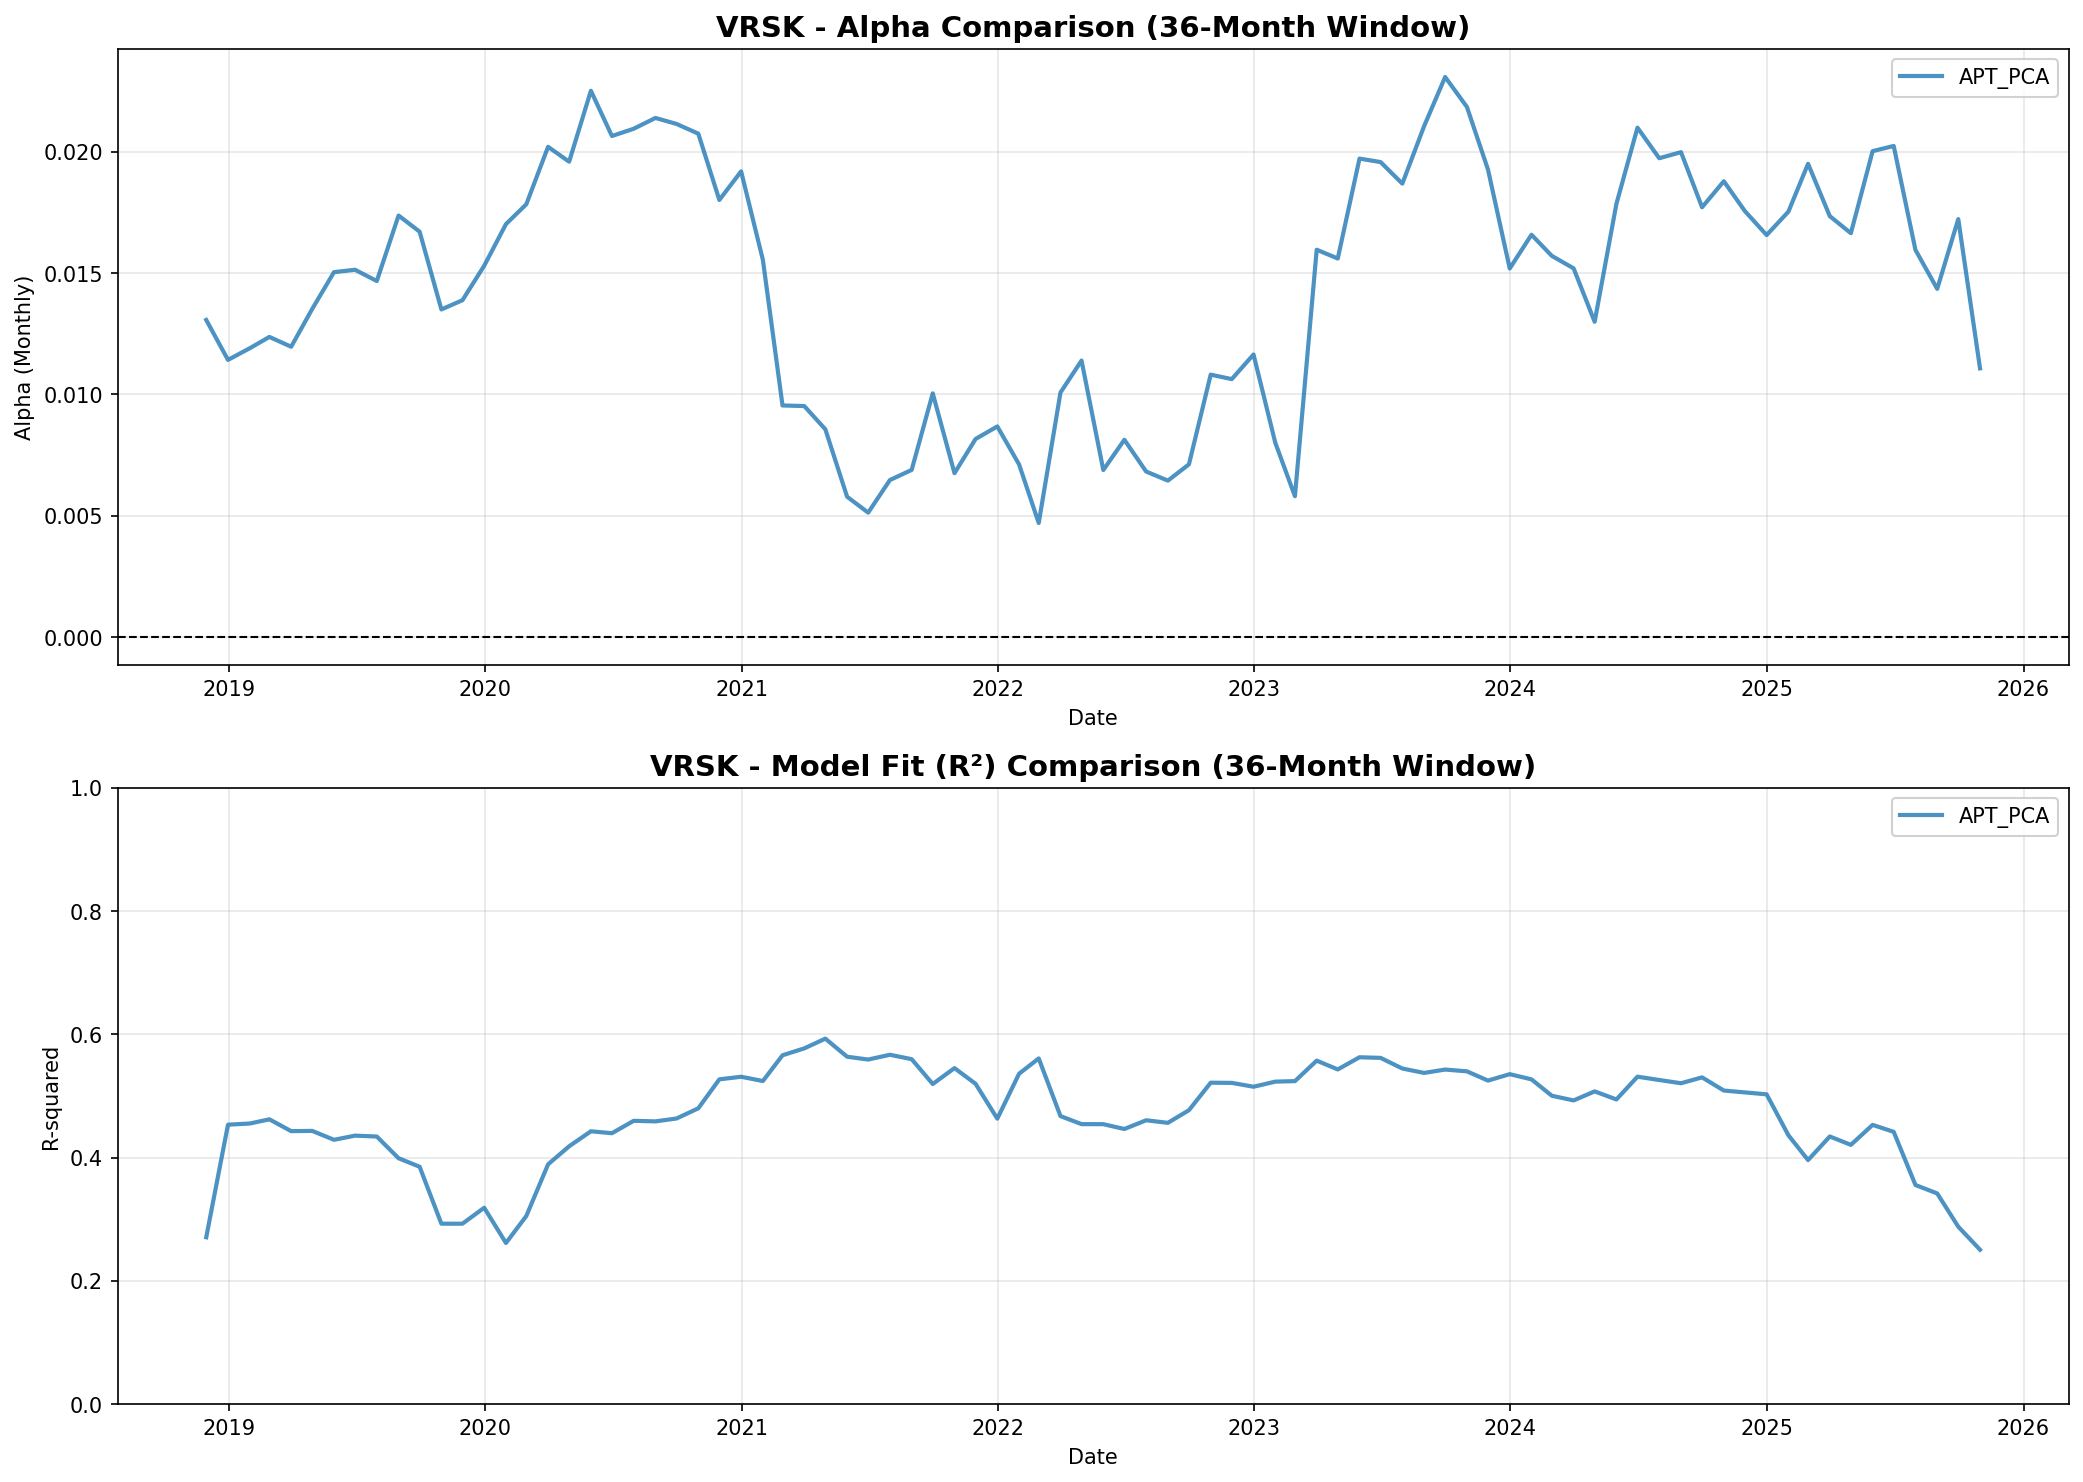 VRSK - Alpha Comparison (36-Month Window)
APT_PCA
Alpha (Monthly)
0.020
0.015
0.010
0.005
0.000
2019 2020 2021 2022 2023 2024 2025 2026
Date
VRSK - Model Fit (R²) Comparison (36-Month Window)
APT_PCA
R-squared
1.0
0.8
0.6
0.4
0.2
0.0
2019 2020 2021 2022 2023 2024 2025 2026
Date